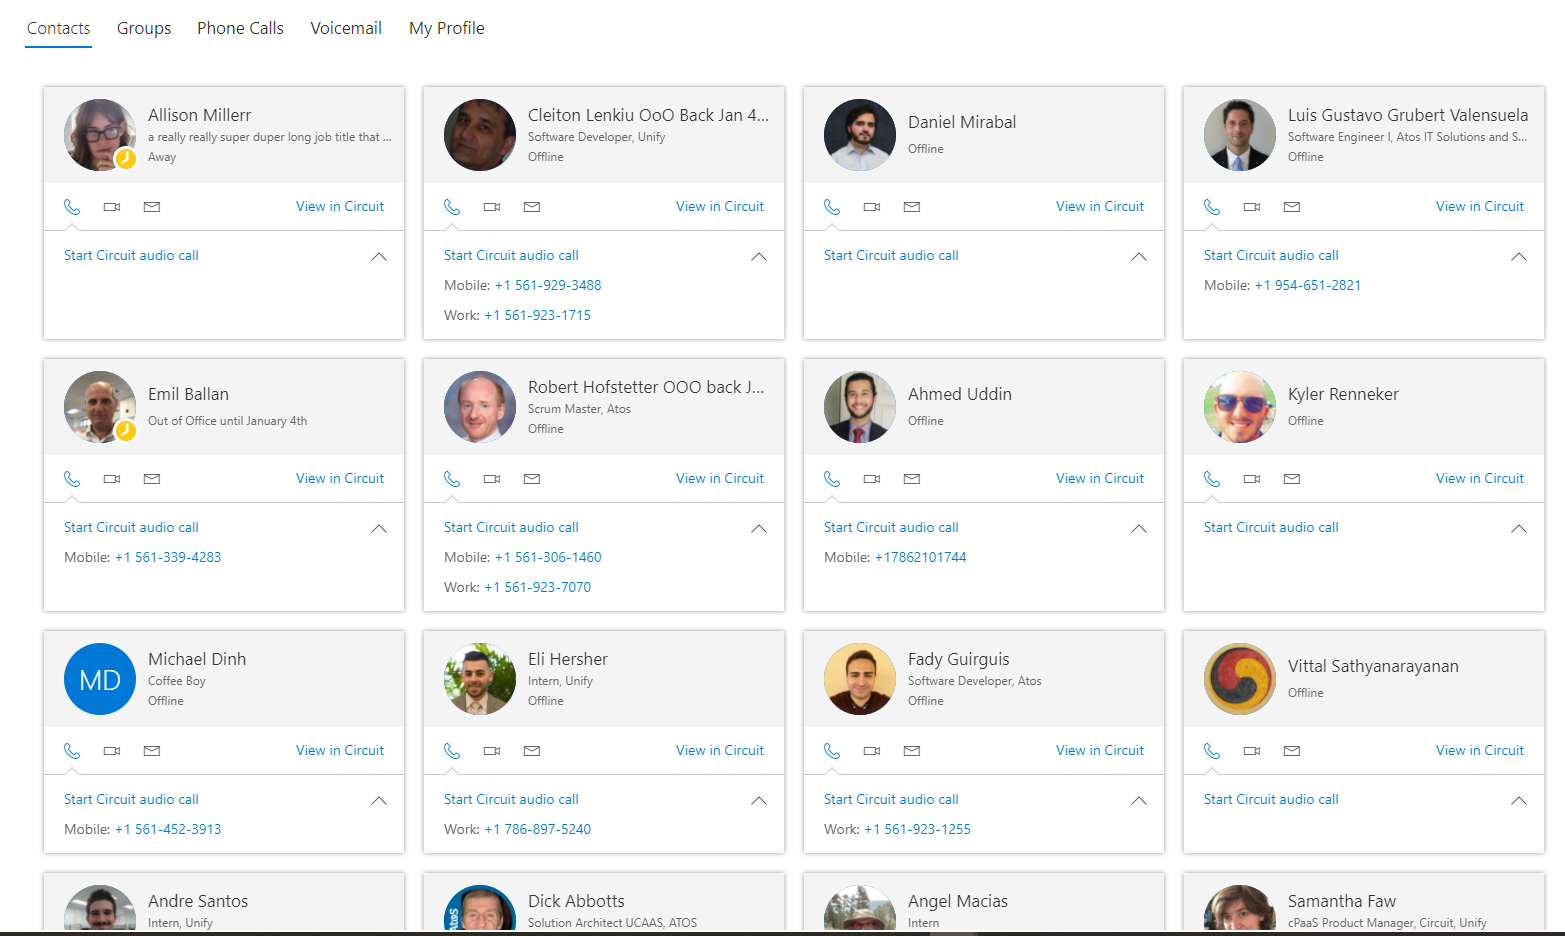 Contacts Groups Phone Calls Voicemail My Profile
Allison Millerr
a really really super duper long job title that ...
Away
View in Circuit
Start Circuit audio call
Cleiton Lenkiu OoO Back Jan 4...
Software Developer, Unify
Offline
View in Circuit
Start Circuit audio call
Mobile: +1 561-929-3488
Work: +1 561-923-1715
Daniel Mirabal
Offline
View in Circuit
Start Circuit audio call
Luis Gustavo Grubert Valensuela
Software Engineer I, Atos IT Solutions and S...
Offline
View in Circuit
Start Circuit audio call
Mobile: +1 954-651-2821
Emil Ballan
Out of Office until January 4th
View in Circuit
Start Circuit audio call
Mobile: +1 561-339-4283
Robert Hofstetter OOO back J...
Scrum Master, Atos
Offline
View in Circuit
Start Circuit audio call
Mobile: +1 561-306-1460
Work: +1 561-923-7070
Ahmed Uddin
Offline
View in Circuit
Start Circuit audio call
Mobile: +17862101744
Kyler Renneker
Offline
View in Circuit
Start Circuit audio call
MD
Michael Dinh
Coffee Boy
Offline
View in Circuit
Start Circuit audio call
Mobile: +1 561-452-3913
Eli Hersher
Intern, Unify
Offline
View in Circuit
Start Circuit audio call
Work: +1 786-897-5240
Fady Guirguis
Software Developer, Atos
Offline
View in Circuit
Start Circuit audio call
Work: +1 561-923-1255
Vittal Sathyanarayanan
Offline
View in Circuit
Start Circuit audio call
Andre Santos
Intern, Unify
AtoS
Dick Abbotts
Solution Architect UCAAS, ATOS
Angel Macias
Intern
Samantha Faw
cPaaS Product Manager, Circuit, Unify